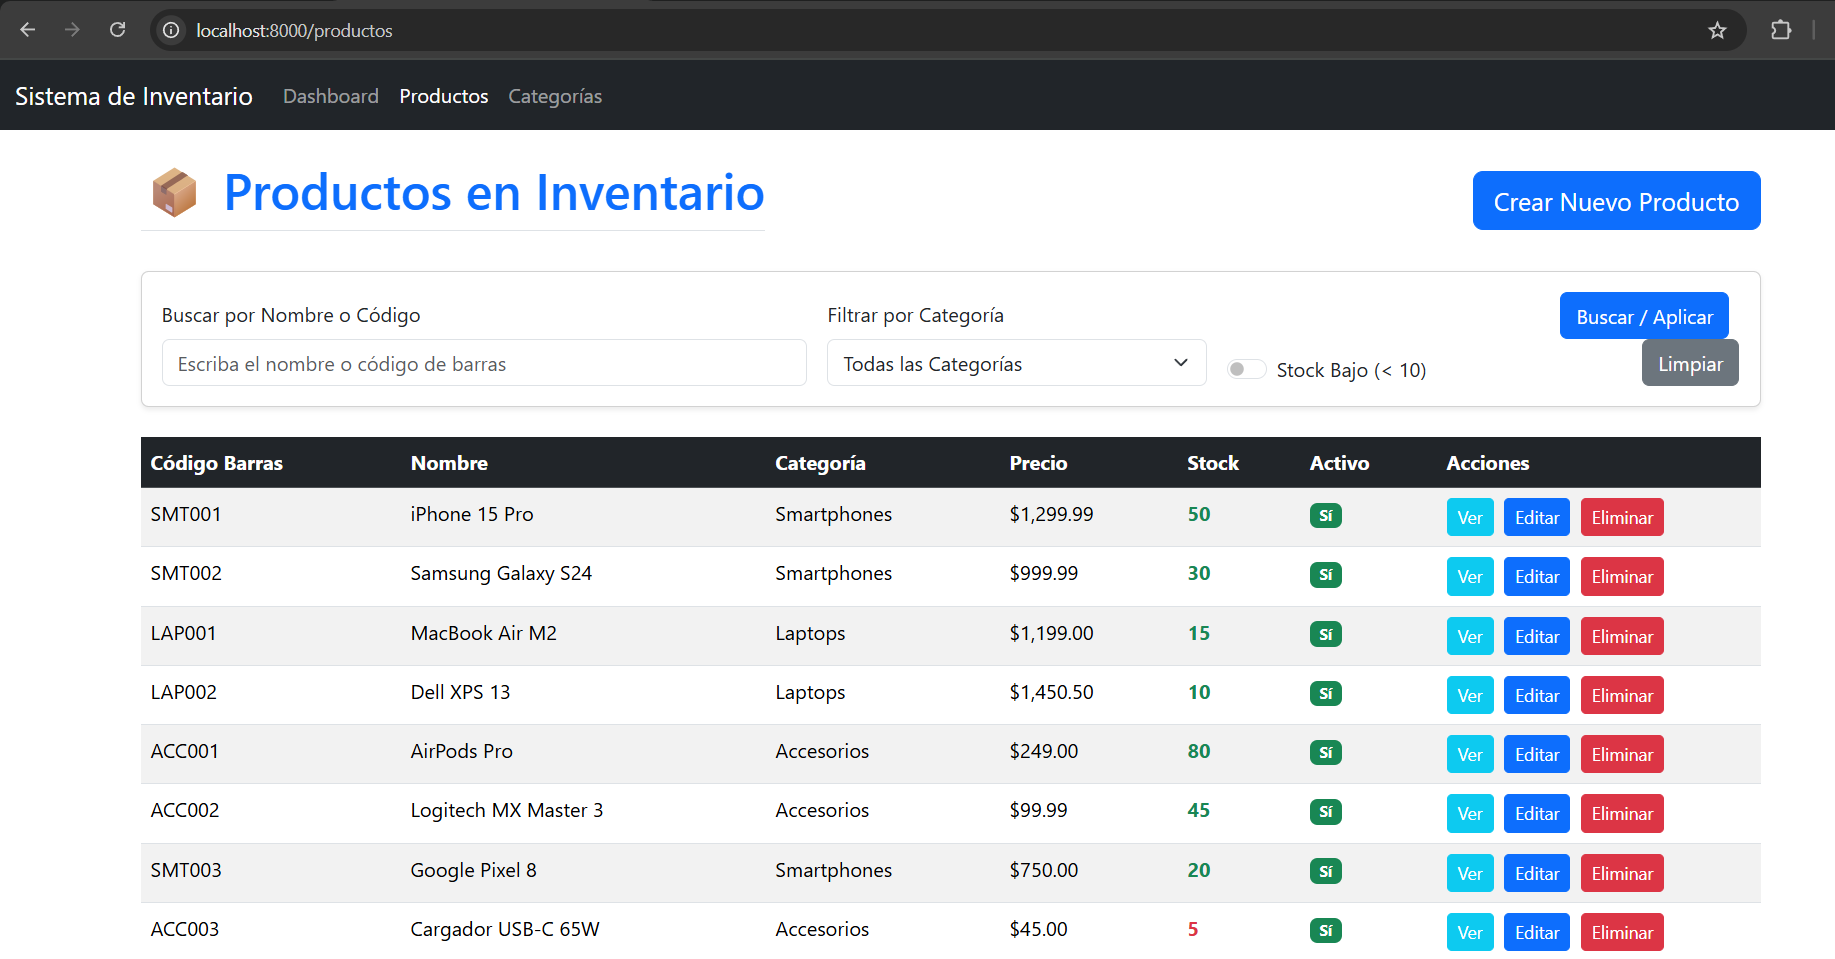 localhost:8000/productos
Sistema de Inventario Dashboard Productos Categorías
Productos en Inventario
Crear Nuevo Producto
Buscar por Nombre o Código Filtrar por Categoría Buscar / Aplicar
Escriba el nombre o código de barras Todas las Categorías Stock Bajo (< 10) Limpiar
Código Barras Nombre Categoría Precio Stock Activo Acciones
SMT001 iPhone 15 Pro Smartphones $1,299.99 50 Sí Ver Editar Eliminar
SMT002 Samsung Galaxy S24 Smartphones $999.99 30 Sí Ver Editar Eliminar
LAP001 MacBook Air M2 Laptops $1,199.00 15 Sí Ver Editar Eliminar
LAP002 Dell XPS 13 Laptops $1,450.50 10 Sí Ver Editar Eliminar
ACC001 AirPods Pro Accesorios $249.00 80 Sí Ver Editar Eliminar
ACC002 Logitech MX Master 3 Accesorios $99.99 45 Sí Ver Editar Eliminar
SMT003 Google Pixel 8 Smartphones $750.00 20 Sí Ver Editar Eliminar
ACC003 Cargador USB-C 65W Accesorios $45.00 5 Sí Ver Editar Eliminar